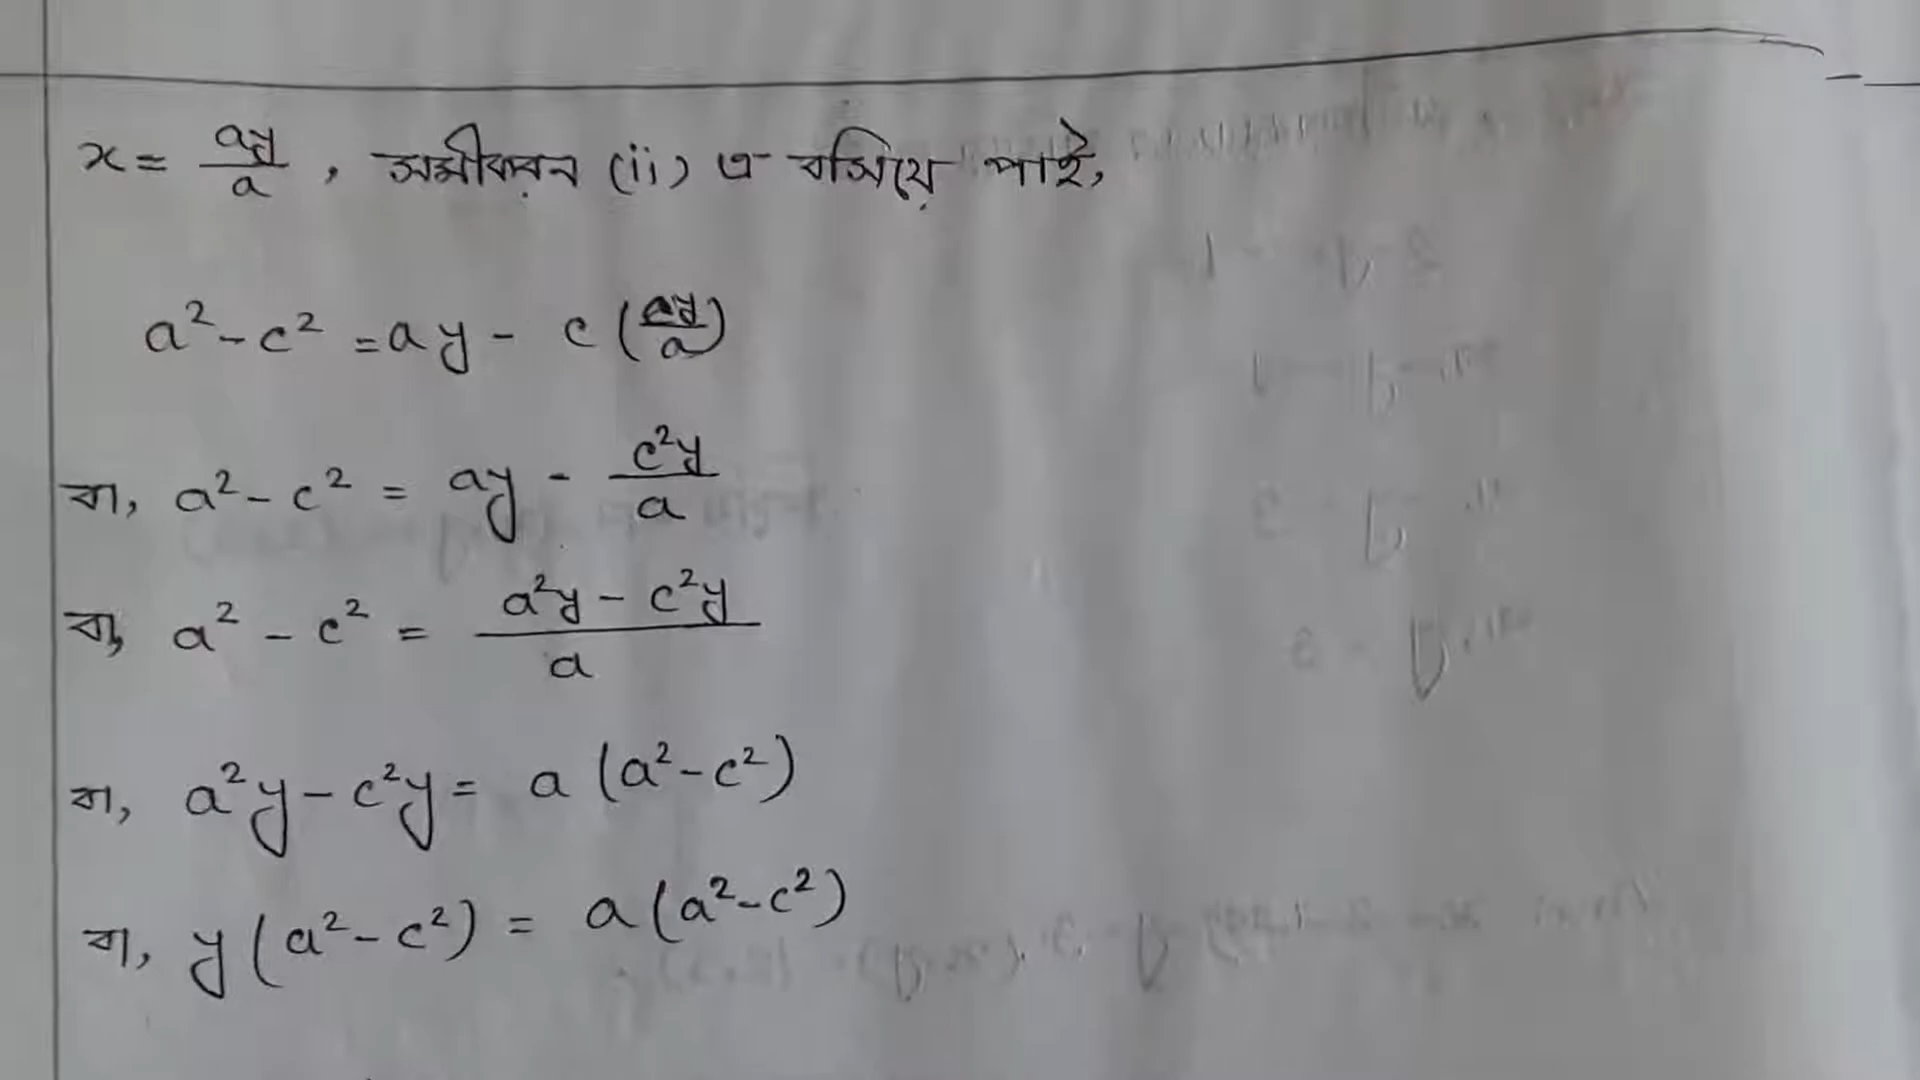 x = ay/a , সমীকরন (ii) এ বসিয়ে পাই,
a² - c² = ay - c (cy/a)
বা, a² - c² = ay - c²y/a
বা, a² - c² = a²y - c²y/a
বা, a²y - c²y = a (a² - c²)
বা, y (a² - c²) = a (a² - c²)